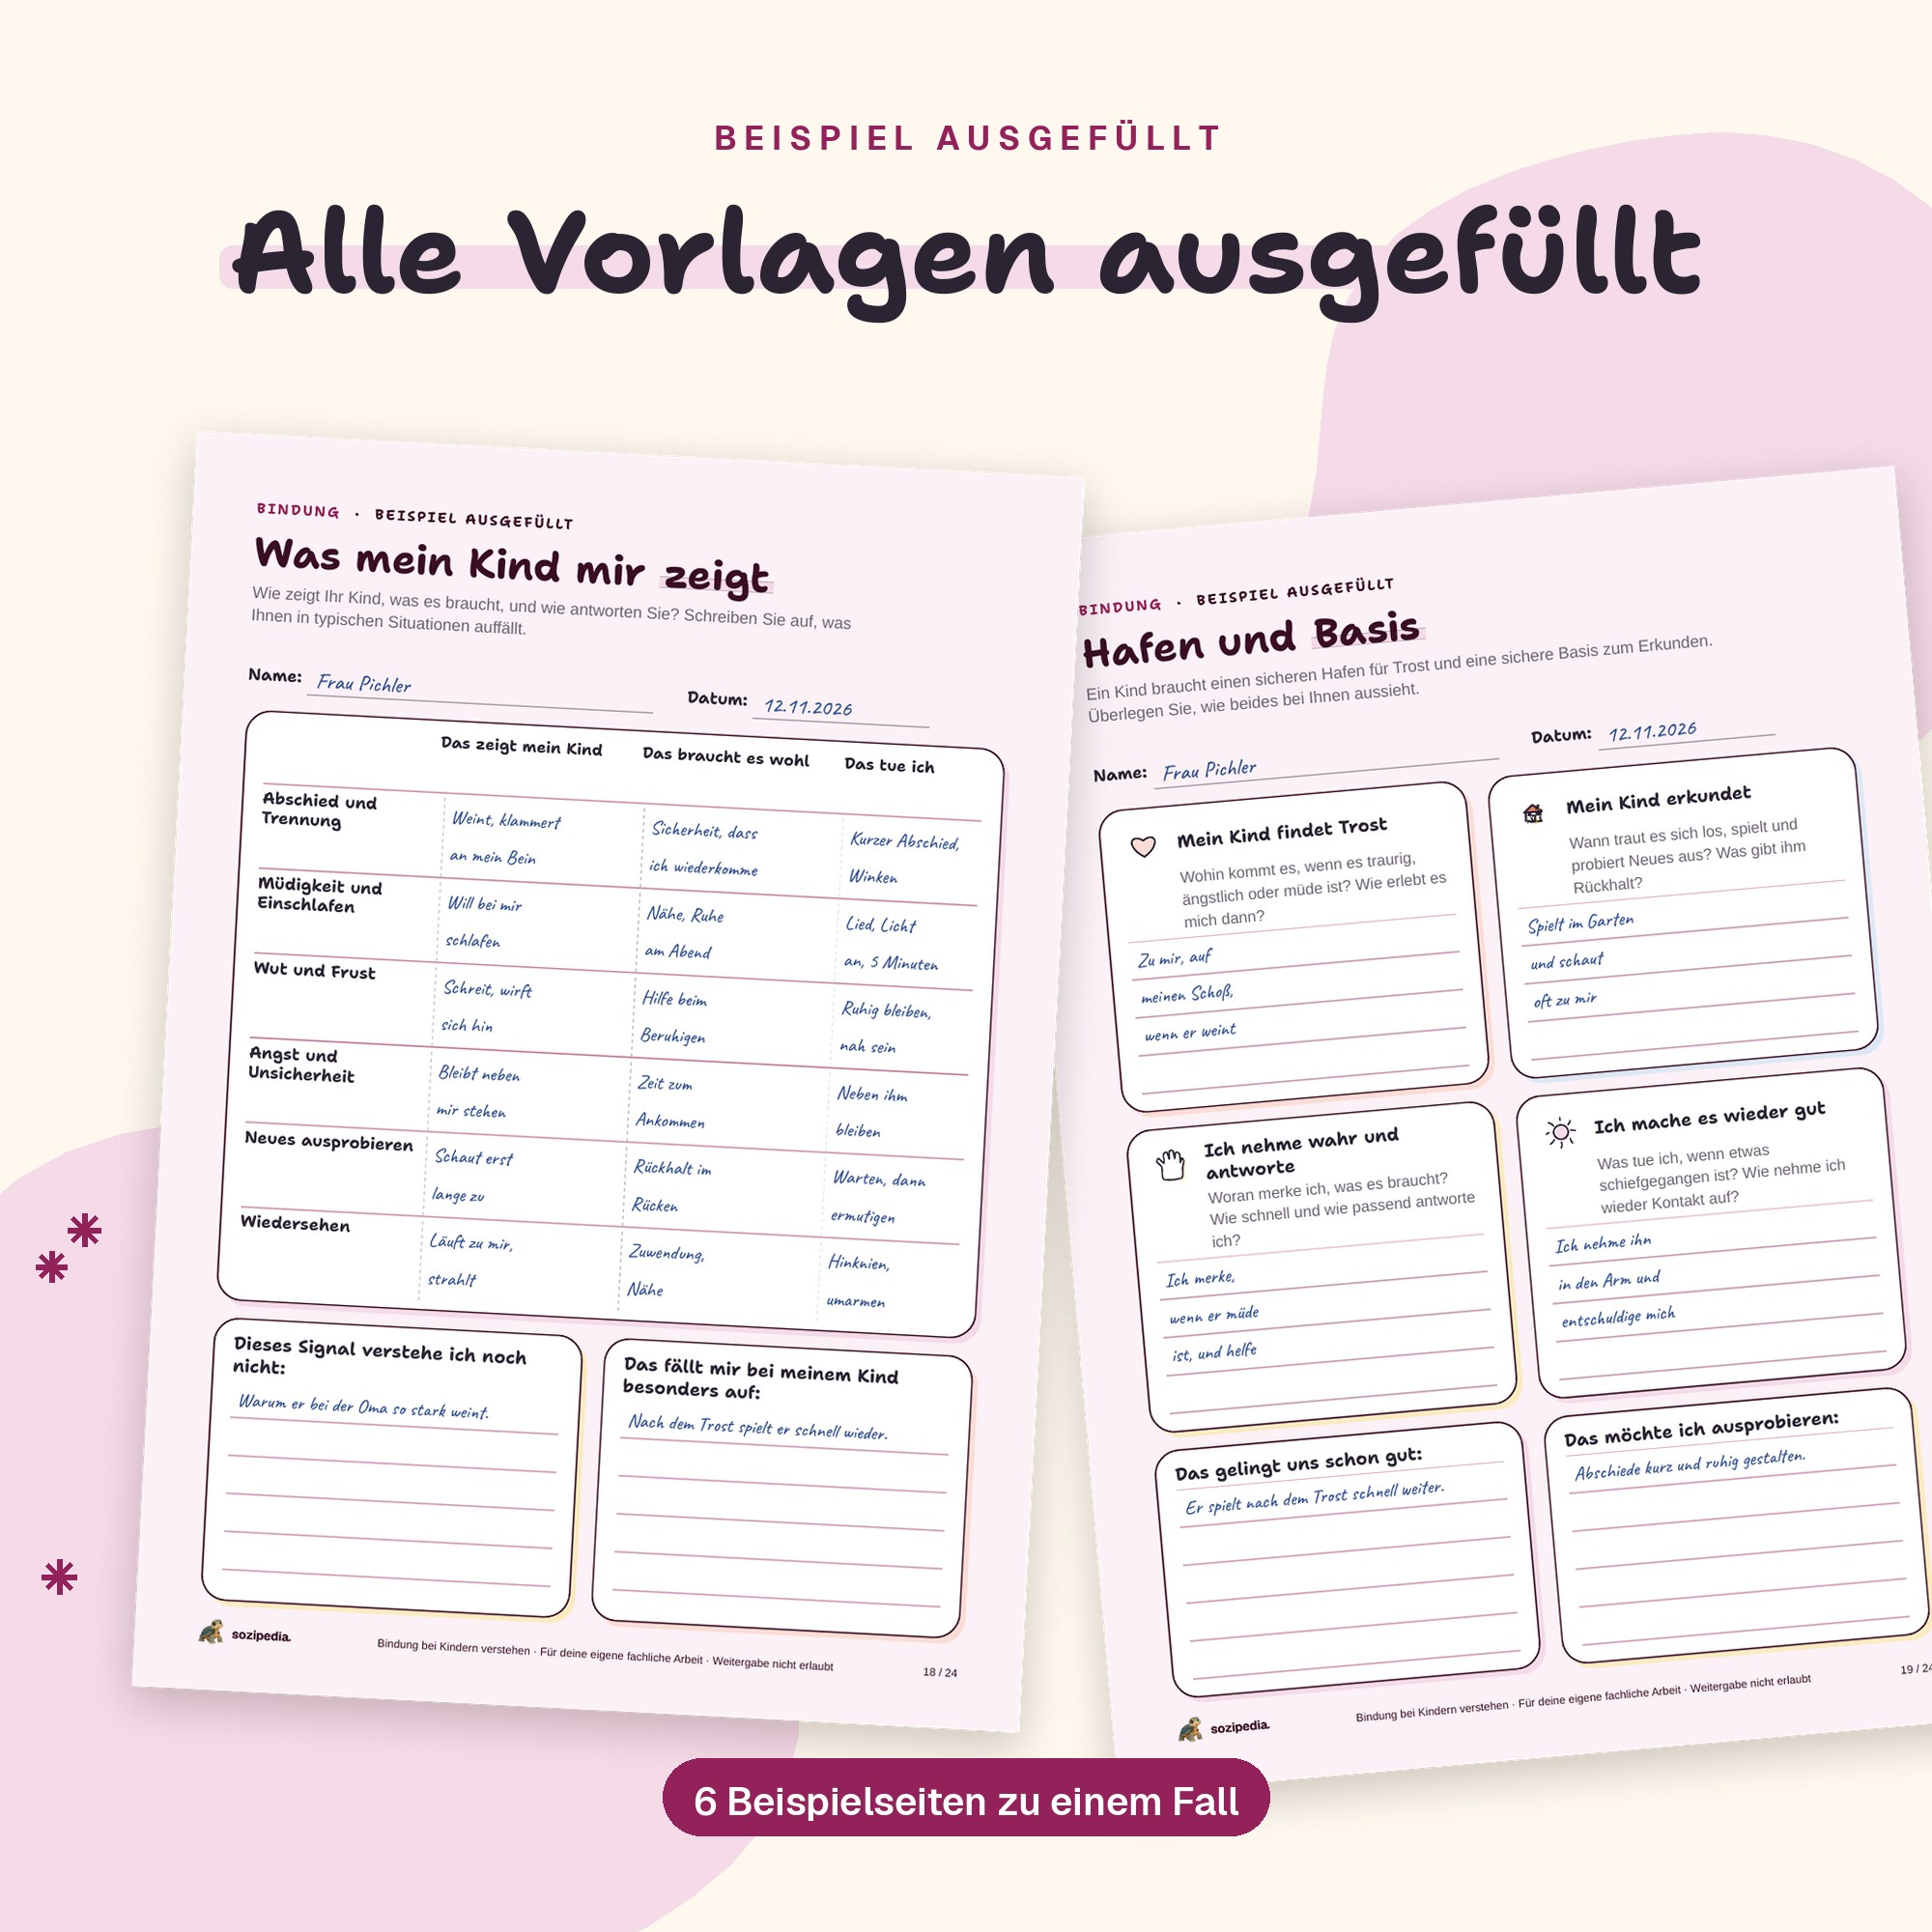 BEISPIEL AUSGEFÜLLT
Alle Vorlagen ausgefüllt
BINDUNG · BEISPIEL AUSGEFÜLLT
Was mein Kind mir zeigt
Wie zeigt Ihr Kind, was es braucht, und wie antworten Sie? Schreiben Sie auf, was
Ihnen in typischen Situationen auffällt.
Name: Frau Pichler Datum: 12.11.2026
Das zeigt mein Kind Das braucht es wohl Das tue ich
Abschied und
Trennung
Weint, klammert
an mein Bein
Sicherheit, dass
ich wiederkomme
Kurzer Abschied,
Winken
Müdigkeit und
Einschlafen
Will bei mir
schlafen
Nähe, Ruhe
am Abend
Lied, Licht
an, 5 Minuten
Wut und Frust
Schreit, wirft
sich hin
Hilfe beim
Beruhigen
Ruhig bleiben,
nah sein
Angst und
Unsicherheit
Bleibt neben
mir stehen
Zeit zum
Ankommen
Neben ihm
bleiben
Neues ausprobieren
Schaut erst
lange zu
Rückhalt im
Rücken
Warten, dann
ermutigen
Wiedersehen
Läuft zu mir,
strahlt
Zuwendung,
Nähe
Hinknien,
umarmen
Dieses Signal verstehe ich noch
nicht:
Warum er bei der Oma so stark weint.
Das fällt mir bei meinem Kind
besonders auf:
Nach dem Trost spielt er schnell wieder.
sozipedia.
Bindung bei Kindern verstehen · Für deine eigene fachliche Arbeit · Weitergabe nicht erlaubt
18 / 24
BINDUNG · BEISPIEL AUSGEFÜLLT
Hafen und Basis
Ein Kind braucht einen sicheren Hafen für Trost und eine sichere Basis zum Erkunden.
Überlegen Sie, wie beides bei Ihnen aussieht.
Name: Frau Pichler Datum: 12.11.2026
Mein Kind findet Trost
Wohin kommt es, wenn es traurig,
ängstlich oder müde ist? Wie erlebt es
mich dann?
Zu mir, auf
meinen Schoß,
wenn er weint
Mein Kind erkundet
Wann traut es sich los, spielt und
probiert Neues aus? Was gibt ihm
Rückhalt?
Spielt im Garten
und schaut
oft zu mir
Ich nehme wahr und
antworte
Woran merke ich, was es braucht?
Wie schnell und wie passend antworte
ich?
Ich merke,
wenn er müde
ist, und helfe
Ich mache es wieder gut
Was tue ich, wenn etwas
schiefgegangen ist? Wie nehme ich
wieder Kontakt auf?
Ich nehme ihn
in den Arm und
entschuldige mich
Das gelingt uns schon gut:
Er spielt nach dem Trost schnell weiter.
Das möchte ich ausprobieren:
Abschiede kurz und ruhig gestalten.
sozipedia.
Bindung bei Kindern verstehen · Für deine eigene fachliche Arbeit · Weitergabe nicht erlaubt
19 / 24
6 Beispielseiten zu einem Fall